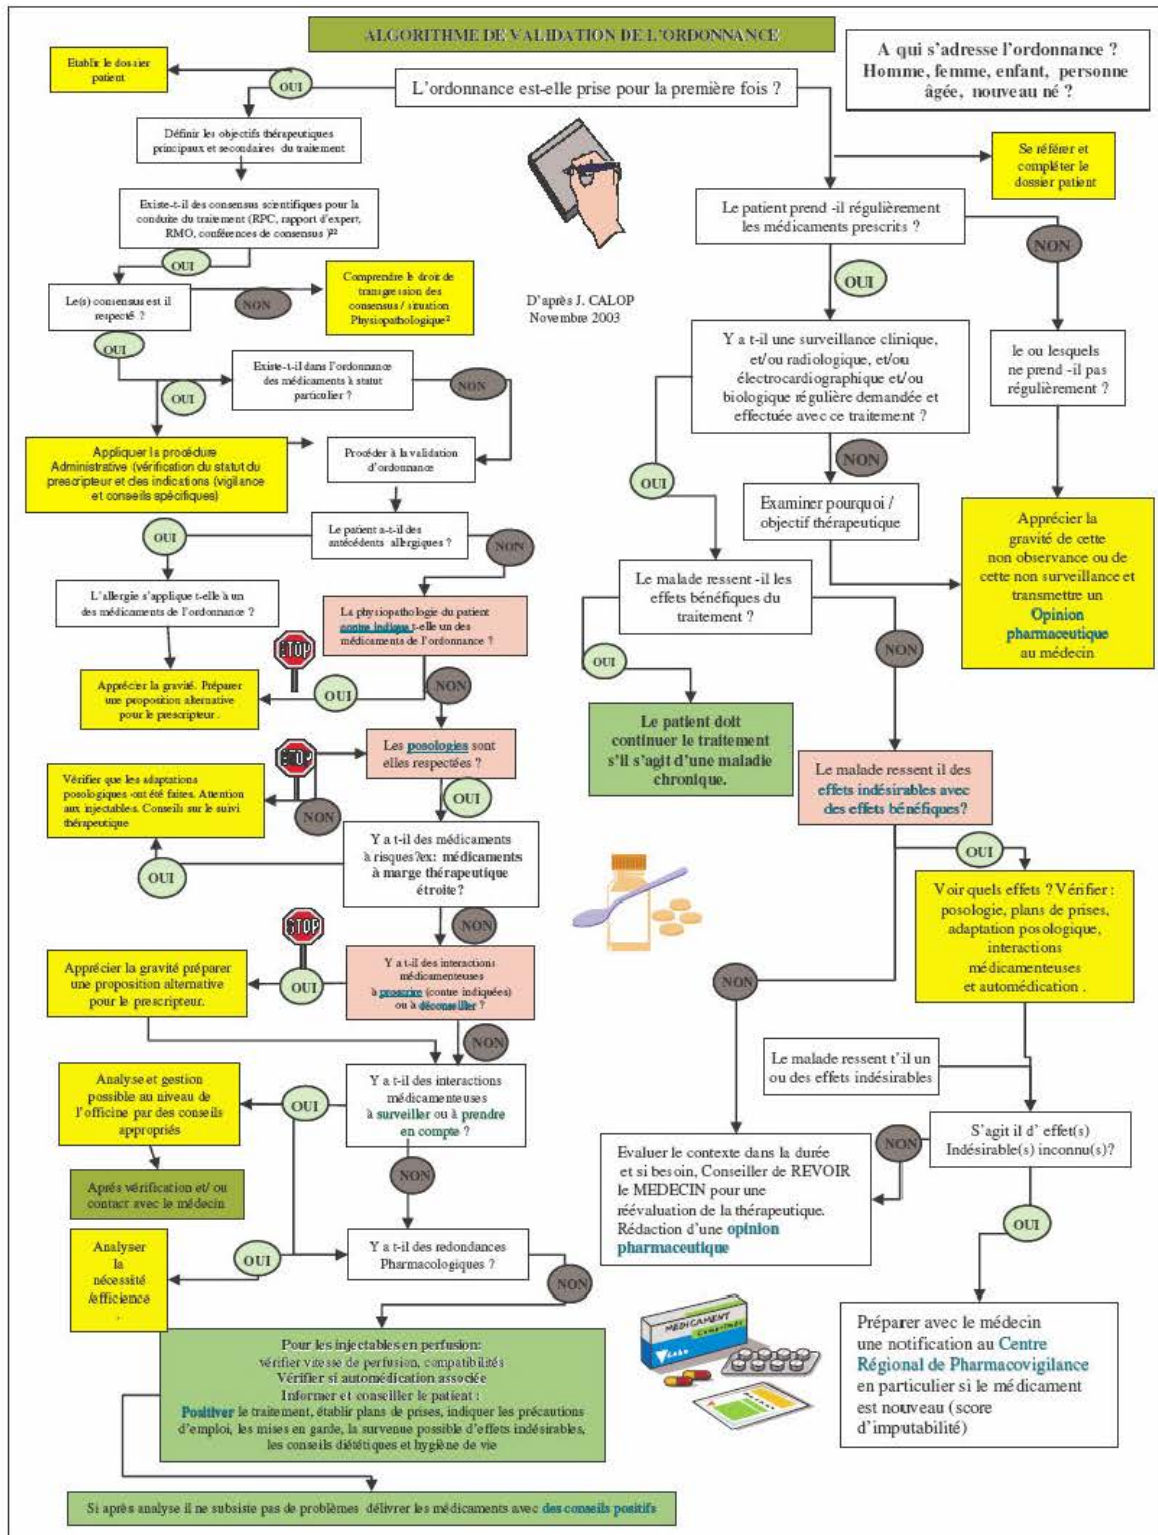 ALGORITHME DE VALIDATION DE L'ORDONNANCE
A qui s'adresse l'ordonnance ?
Homme, femme, enfant, personne
âgée, nouveau né ?
Etablir le dossier
patient
OUI
L'ordonnance est-elle prise pour la première fois ?
Définir les objectifs thérapeutiques
principaux et secondaires du traitement
Existe-t-il des consensus scientifiques pour la
conduite du traitement (RPC, rapport d'expert,
RMO, conférences de consensus )²²
OUI
Le(s) consensus est il
respecté ?
NON
Comprendre le droit de
transgression des
consensus / situation
Physiopathologique²
OUI
Existe-t-il dans l'ordonnance
des médicaments à statut
particulier ?
NON
OUI
Appliquer la procédure
Administrative (vérification du statut du
prescripteur et des indications (vigilance
et conseils spécifiques)
Procéder à la validation
d'ordonnance
Le patient a-t-il des
antécédents allergiques ?
OUI
NON
L'allergie s'applique t-elle à un
des médicaments de l'ordonnance ?
La physiopathologie du patient
contre indique t-elle un des
médicaments de l'ordonnance ?
STOP
OUI
NON
Apprécier la gravité. Préparer
une proposition alternative
pour le prescripteur .
Les posologies sont
elles respectées ?
STOP
NON
OUI
Vérifier que les adaptations
posologiques ont été faites. Attention
aux injectables. Conseils sur le suivi
thérapeutique
Y a t-il des médicaments
à risques?ex: médicaments
à marge thérapeutique
étroite?
OUI
NON
STOP
Y a t-il des interactions
médicamenteuses
à proscrire (contre indiquées)
ou à déconseiller ?
OUI
NON
Apprécier la gravité préparer
une proposition alternative
pour le prescripteur.
Y a t-il des interactions
médicamenteuses
à surveiller ou à prendre
en compte ?
OUI
NON
Analyse et gestion
possible au niveau de
l'officine par des conseils
appropriés
Aprés vérification et/ ou
contact avec le médecin
Y a t-il des redondances
Pharmacologiques ?
OUI
NON
Analyser
la
nécessité
/efficience
.
Pour les injectables en perfusion:
vérifier vitesse de perfusion, compatibilités
Vérifier si automédication associée
Informer et conseiller le patient :
Positiver le traitement, établir plans de prises, indiquer les précautions
d'emploi, les mises en garde, la survenue possible d'effets indésirables,
les conseils diététiques et hygiène de vie
Si après analyse il ne subsiste pas de problèmes délivrer les médicaments avec des conseils positifs
D'après J. CALOP
Novembre 2003
Se référer et
compléter le
dossier patient
Le patient prend -il régulièrement
les médicaments prescrits ?
NON
OUI
le ou lesquels
ne prend -il pas
régulièrement ?
Y a t-il une surveillance clinique,
et/ou radiologique, et/ou
électrocardiographique et/ou
biologique régulière demandée et
effectuée avec ce traitement ?
NON
OUI
Examiner pourquoi /
objectif thérapeutique
Apprécier la
gravité de cette
non observance ou de
cette non surveillance et
transmettre un
Opinion
pharmaceutique
au médecin
Le malade ressent -il les
effets bénéfiques du
traitement ?
OUI
NON
Le patient doit
continuer le traitement
s'il s'agit d'une maladie
chronique.
Le malade ressent il des
effets indésirables avec
des effets bénéfiques?
OUI
NON
Voir quels effets ? Vérifier :
posologie, plans de prises,
adaptation posologique,
interactions
médicamenteuses
et automédication .
Le malade ressent t'il un
ou des effets indésirables
S'agit il d' effet(s)
Indésirable(s) inconnu(s)?
NON
OUI
Evaluer le contexte dans la durée
et si besoin, Conseiller de REVOIR
le MEDECIN pour une
réévaluation de la thérapeutique.
Rédaction d'une opinion
pharmaceutique
Préparer avec le médecin
une notification au Centre
Régional de Pharmacovigilance
en particulier si le médicament
est nouveau (score
d'imputabilité)
MEDICAMENT